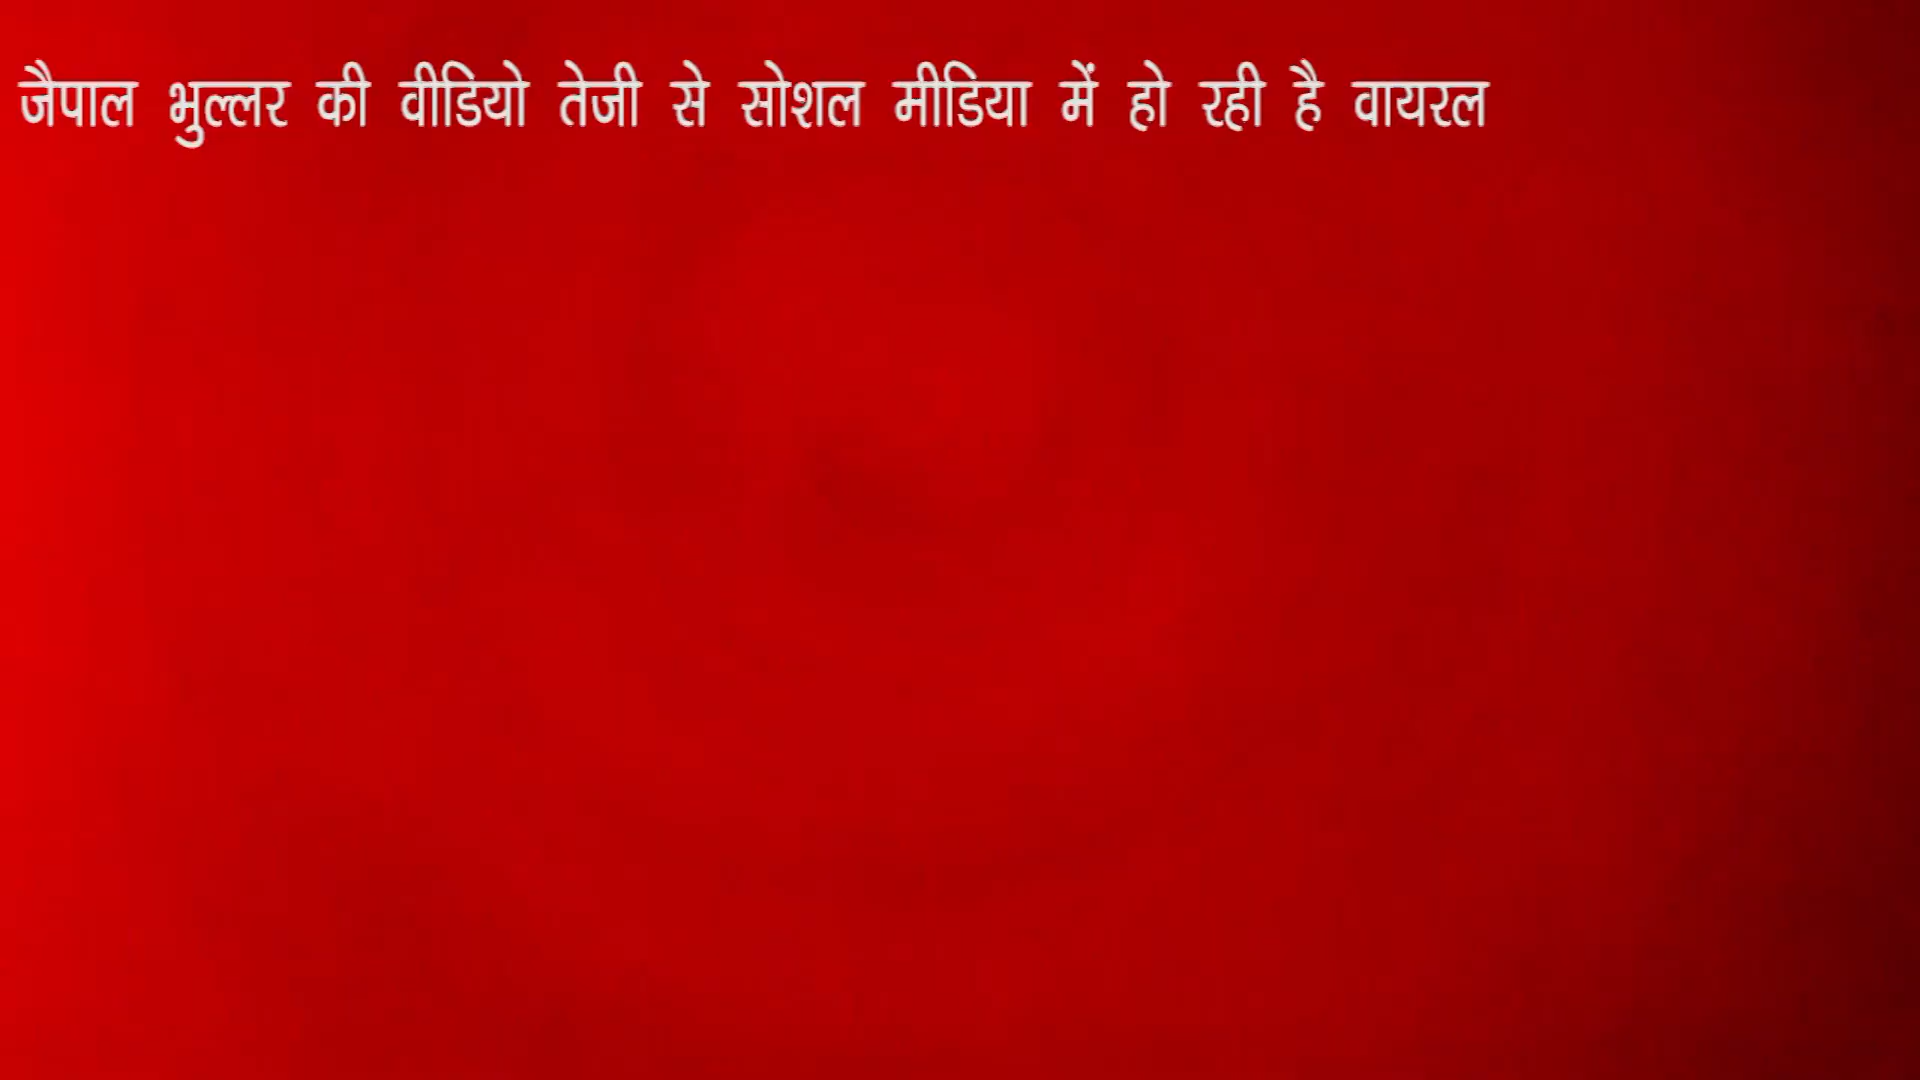 जैपाल भुल्लर की वीडियो तेजी से सोशल मीडिया में हो रही है वायरल